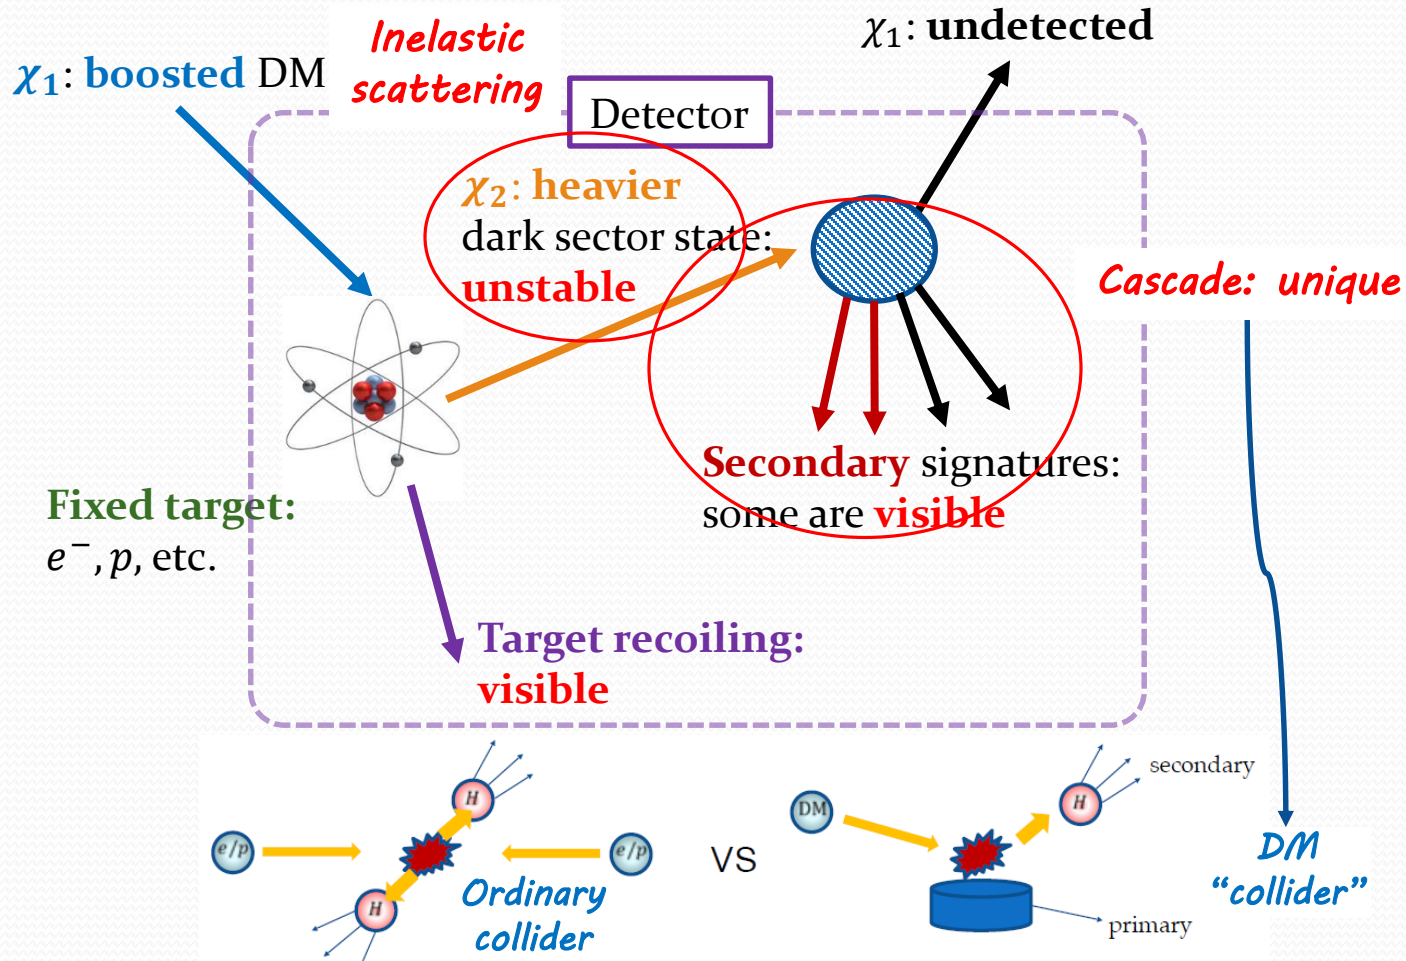 Inelastic
scattering
χ₁: undetected
χ₁: boosted DM
Detector
χ₂: heavier
dark sector state:
unstable
Cascade: unique
Secondary signatures:
some are visible
Fixed target:
e⁻, p, etc.
Target recoiling:
visible
H
e/p
e/p
H
Ordinary
collider
VS
DM
H
secondary
primary
DM
“collider”